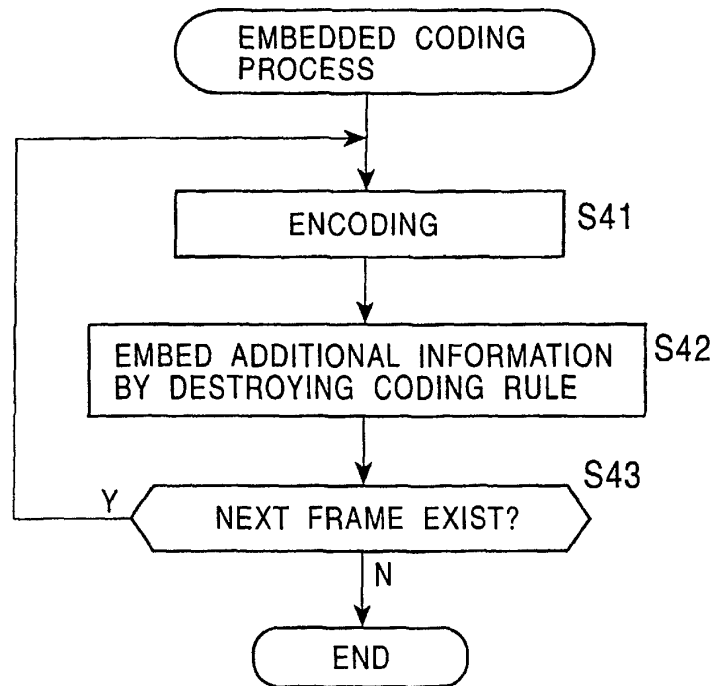 EMBEDDED CODING
PROCESS
ENCODING
S41
EMBED ADDITIONAL INFORMATION
BY DESTROYING CODING RULE
S42
S43
NEXT FRAME EXIST?
Y
N
END